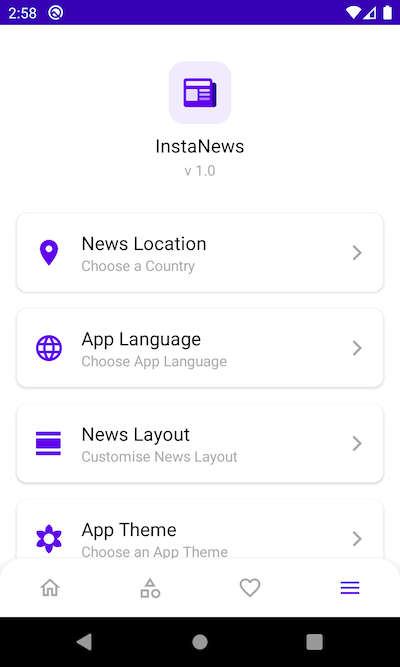 2:58
InstaNews
v 1.0
News Location
Choose a Country
App Language
Choose App Language
News Layout
Customise News Layout
App Theme
Choose an App Theme